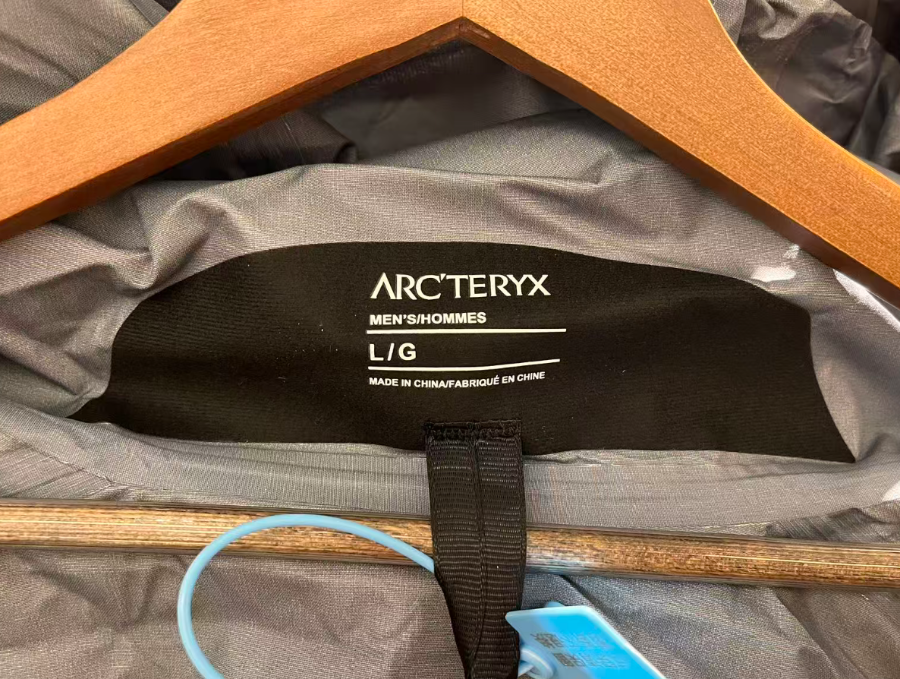 ARC'TERYX
MEN'S/HOMMES
L/G
MADE IN CHINA/FABRIQUÉ EN CHINE